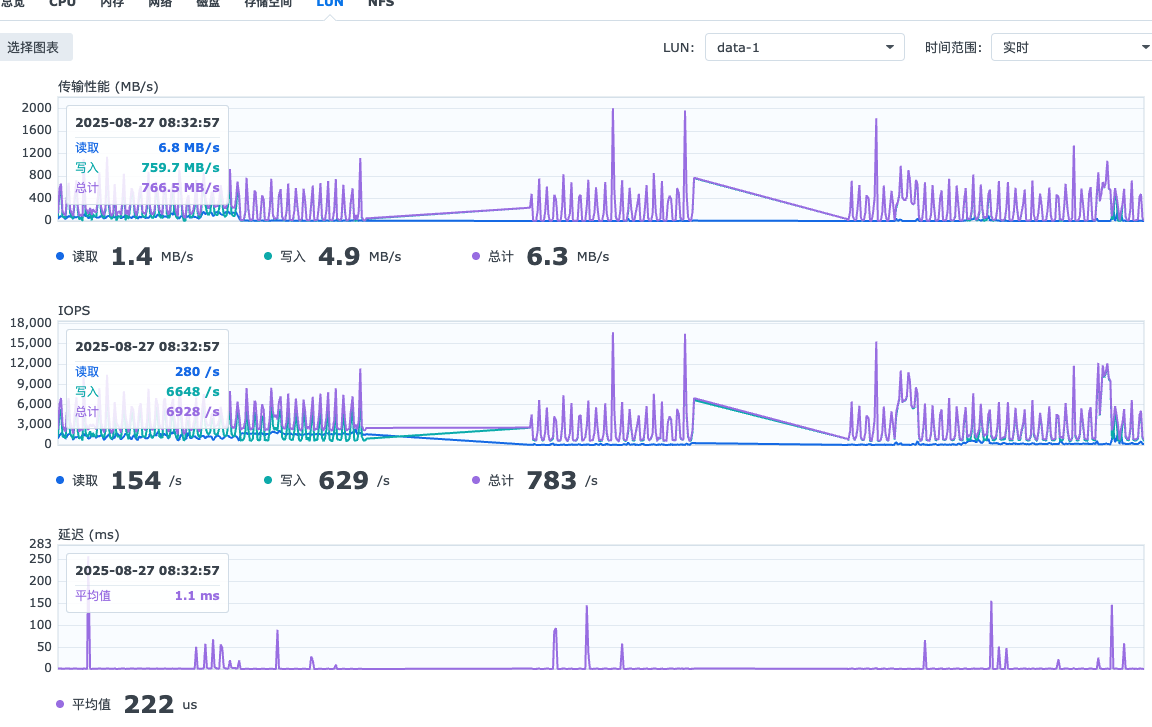 总览 CPU 内存 网络 磁盘 存储空间 LUN NFS
选择图表 LUN: data-1 时间范围: 实时
传输性能 (MB/s)
2000
1600
1200
800
400
0
2025-08-27 08:32:57
读取 6.8 MB/s
写入 759.7 MB/s
总计 766.5 MB/s
读取 1.4 MB/s 写入 4.9 MB/s 总计 6.3 MB/s
IOPS
18,000
15,000
12,000
9,000
6,000
3,000
0
2025-08-27 08:32:57
读取 280 /s
写入 6648 /s
总计 6928 /s
读取 154 /s 写入 629 /s 总计 783 /s
延迟 (ms)
283
250
200
150
100
50
0
2025-08-27 08:32:57
平均值 1.1 ms
平均值 222 us